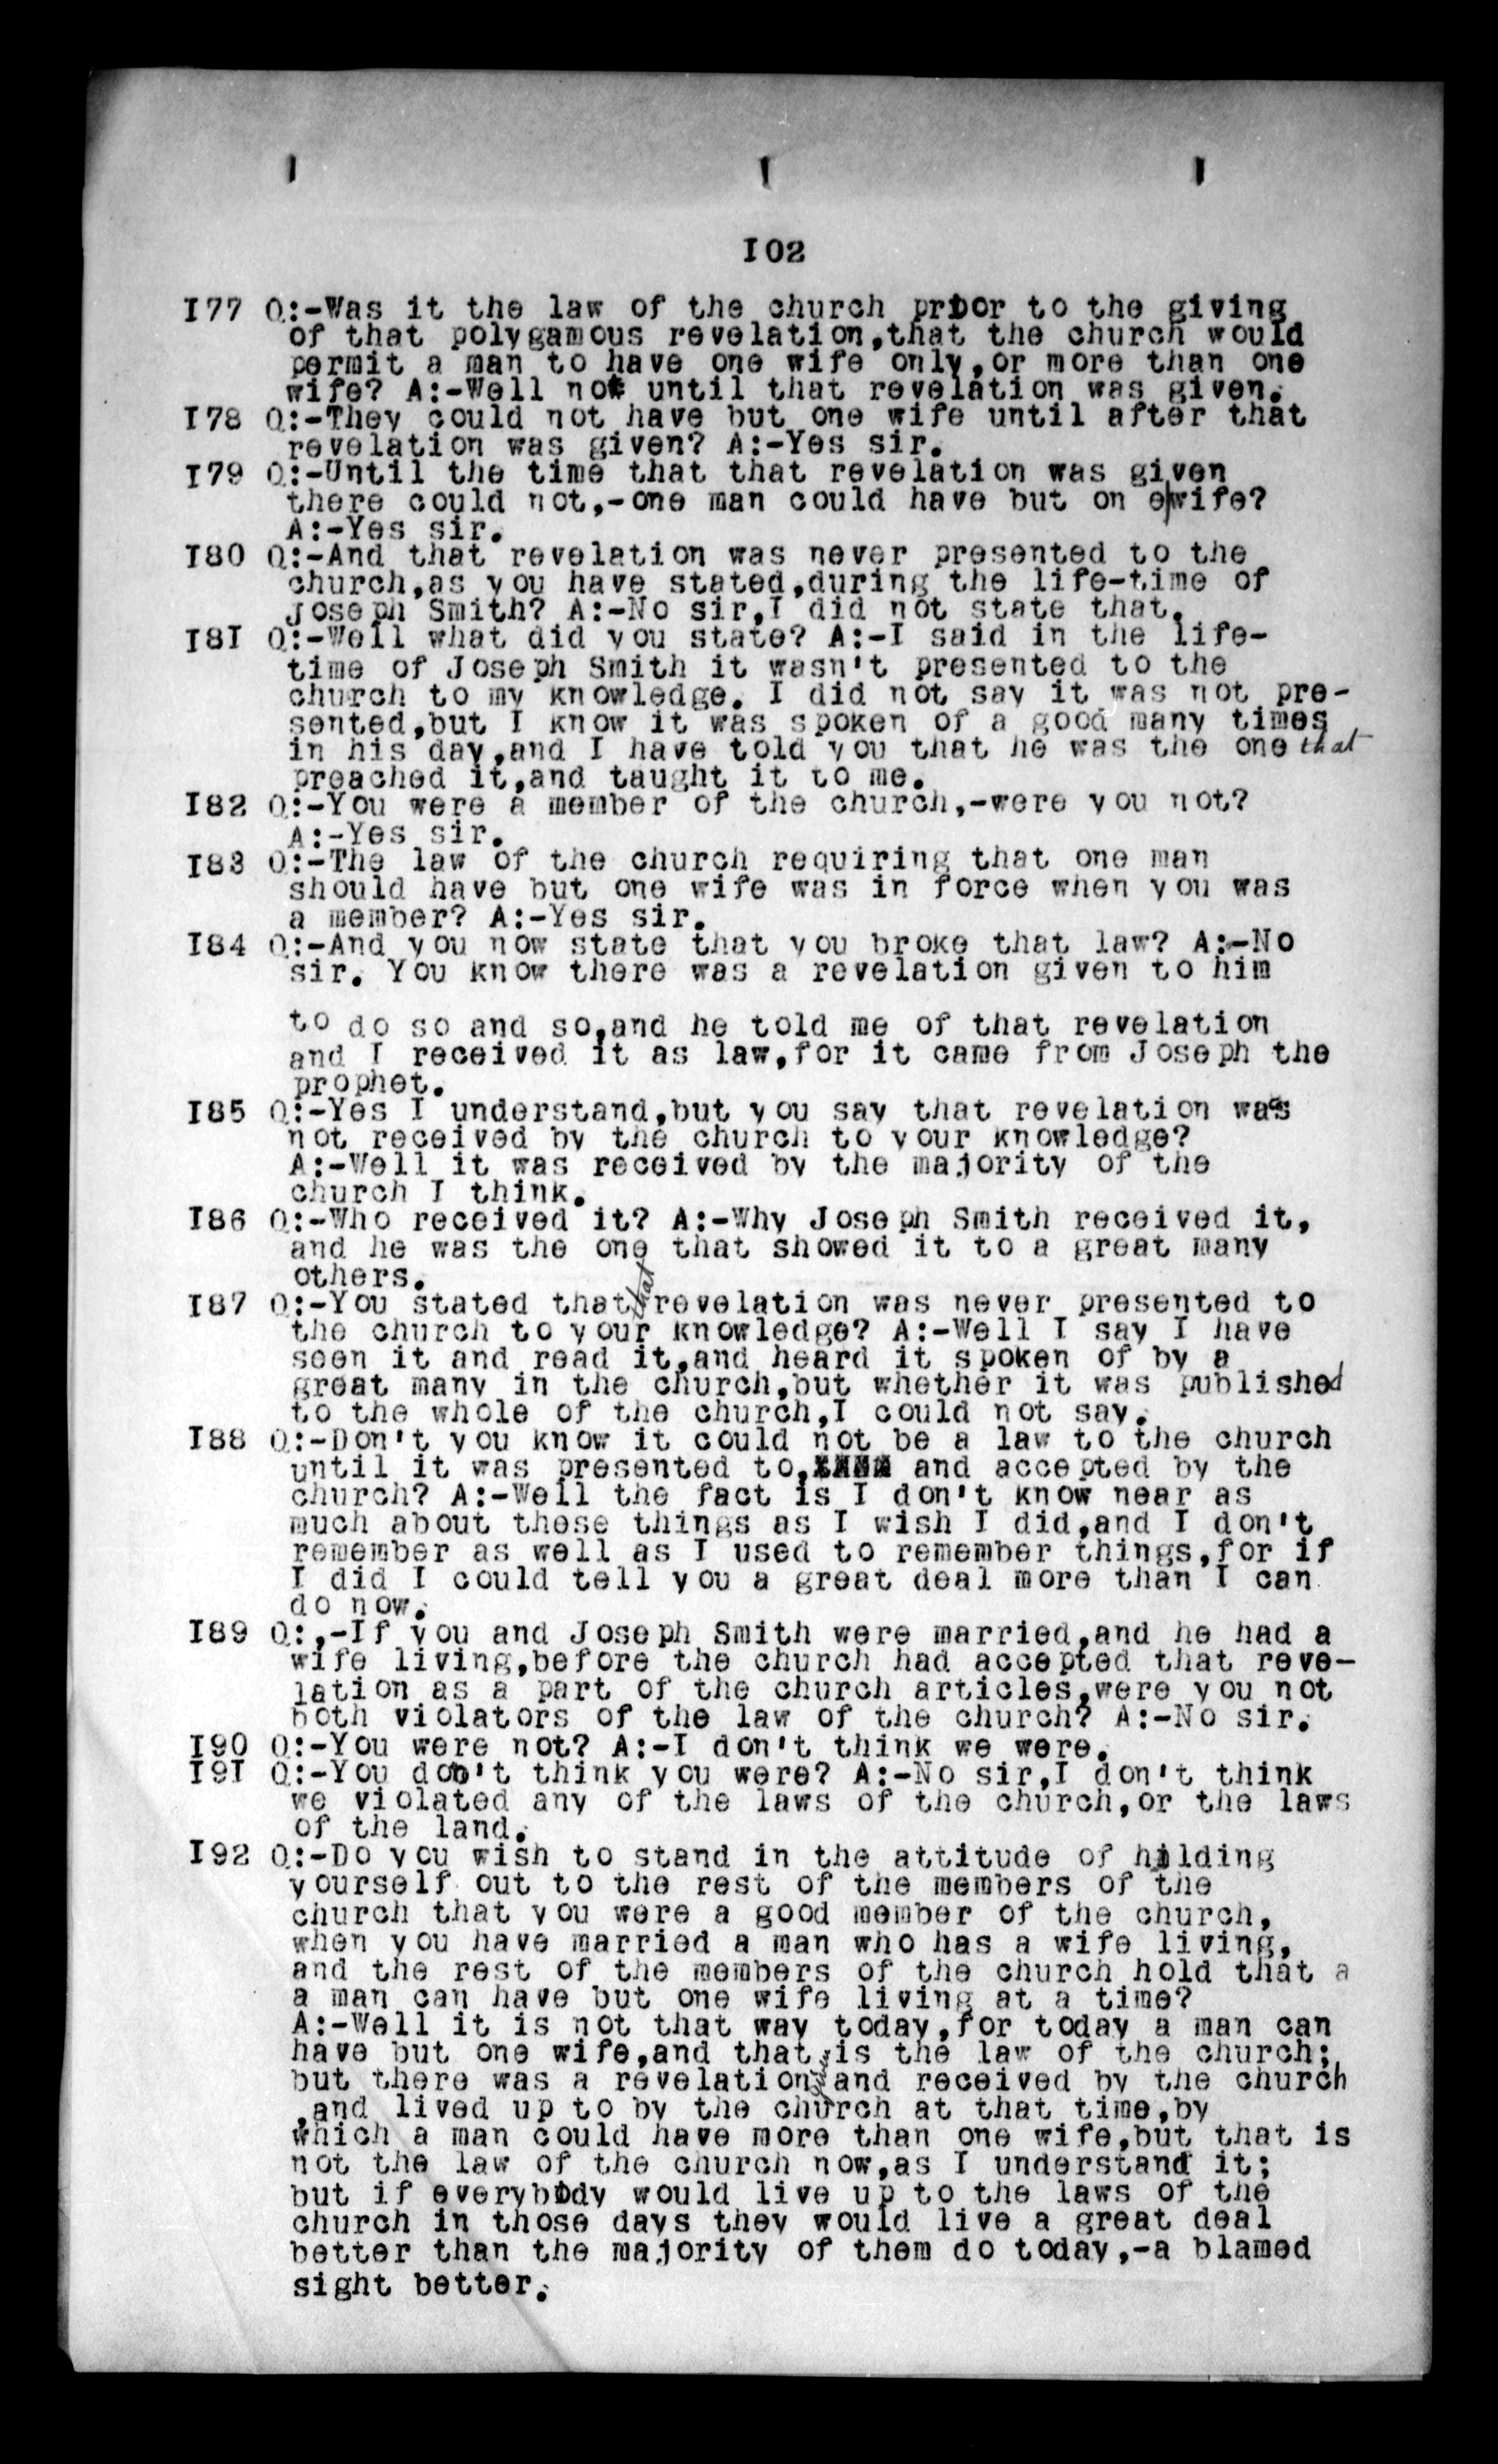 I02
I77 Q:-Was it the law of the church prior to the giving
of that polygamous revelation,that the church would
permit a man to have one wife only,or more than one
wife? A:-Well not until that revelation was given.
I78 Q:-They could not have but one wife until after that
revelation was given? A:-Yes sir.
I79 Q:-Until the time that that revelation was given
there could not,-one man could have but on e|wife?
A:-Yes sir.
I80 Q:-And that revelation was never presented to the
church,as you have stated,during the life-time of
Joseph Smith? A:-No sir,I did not state that.
I8I Q:-Well what did you state? A:-I said in the life-
time of Joseph Smith it wasn't presented to the
church to my knowledge. I did not say it was not pre-
sented,but I know it was spoken of a good many times
in his day,and I have told you that he was the one that
preached it,and taught it to me.
I82 Q:-You were a member of the church,-were you not?
A:-Yes sir.
I83 Q:-The law of the church requiring that one man
should have but one wife was in force when you was
a member? A:-Yes sir.
I84 Q:-And you now state that you broke that law? A:-No
sir. You know there was a revelation given to him
to do so and so,and he told me of that revelation
and I received it as law,for it came from Joseph the
prophet.
I85 Q:-Yes I understand,but you say that revelation was
not received by the church to your knowledge?
A:-Well it was received by the majority of the
church I think.
I86 Q:-Who received it? A:-Why Joseph Smith received it,
and he was the one that showed it to a great many
others.
I87 Q:-You stated that that revelation was never presented to
the church to your knowledge? A:-Well I say I have
seen it and read it,and heard it spoken of by a
great many in the church,but whether it was published
to the whole of the church,I could not say.
I88 Q:-Don't you know it could not be a law to the church
until it was presented to, and accepted by the
church? A:-Well the fact is I don't know near as
much about those things as I wish I did,and I don't
remember as well as I used to remember things,for if
I did I could tell you a great deal more than I can
do now.
I89 Q:,-If you and Joseph Smith were married,and he had a
wife living,before the church had accepted that reve-
lation as a part of the church articles,were you not
both violators of the law of the church? A:-No sir.
I90 Q:-You were not? A:-I don't think we were.
I9I Q:-You don't think you were? A:-No sir,I don't think
we violated any of the laws of the church,or the laws
of the land.
I92 Q:-Do you wish to stand in the attitude of hilding
yourself out to the rest of the members of the
church that you were a good member of the church,
when you have married a man who has a wife living,
and the rest of the members of the church hold that a
a man can have but one wife living at a time?
A:-Well it is not that way today,for today a man can
have but one wife,and that is the law of the church;
but there was a revelation given and received by the church
,and lived up to by the church at that time,by
which a man could have more than one wife,but that is
not the law of the church now,as I understand it;
but if everybody would live up to the laws of the
church in those days they would live a great deal
better than the majority of them do today,-a blamed
sight better.